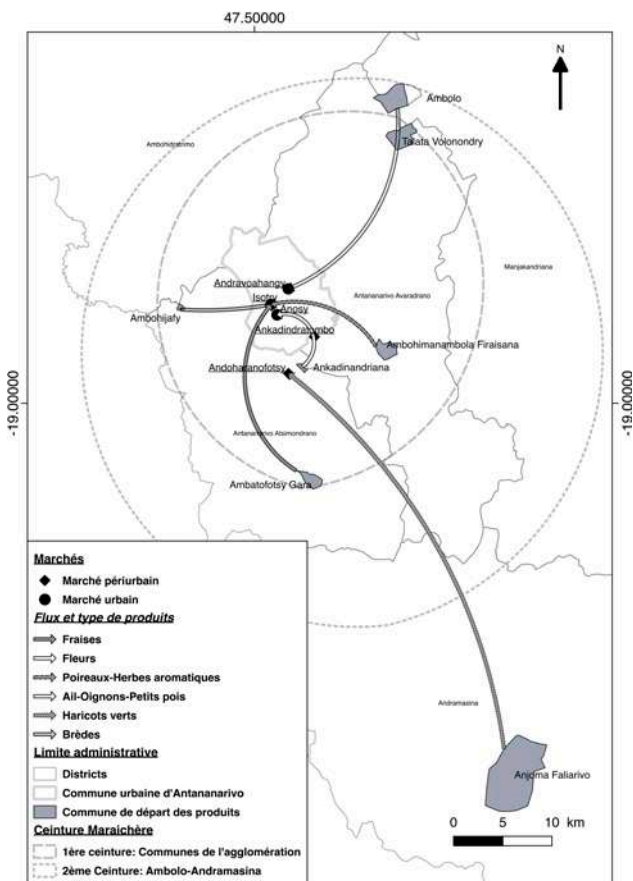 47.50000
N
Ambolo
Talata Volonondry
Ambohidratrimo
Manjakandriana
Andravoahangy
Antananarivo Avaradrano
Isotry
Anosy
Ambohijafy
Ankadindratombo
Ambohimanambola Firaisana
Andoharanofotsy
Ankadinandriana
-19.00000
-19.00000
Antananarivo Atsimondrano
Ambatofotsy Gara
Andramasina
Anjoma Faliarivo
0 5 10 km
Marchés
Marché périurbain
Marché urbain
Flux et type de produits
Fraises
Fleurs
Poireaux-Herbes aromatiques
Ail-Oignons-Petits pois
Haricots verts
Brèdes
Limite administrative
Districts
Commune urbaine d'Antananarivo
Commune de départ des produits
Ceinture Maraichère
1ère ceinture: Communes de l'agglomération
2ème Ceinture: Ambolo-Andramasina